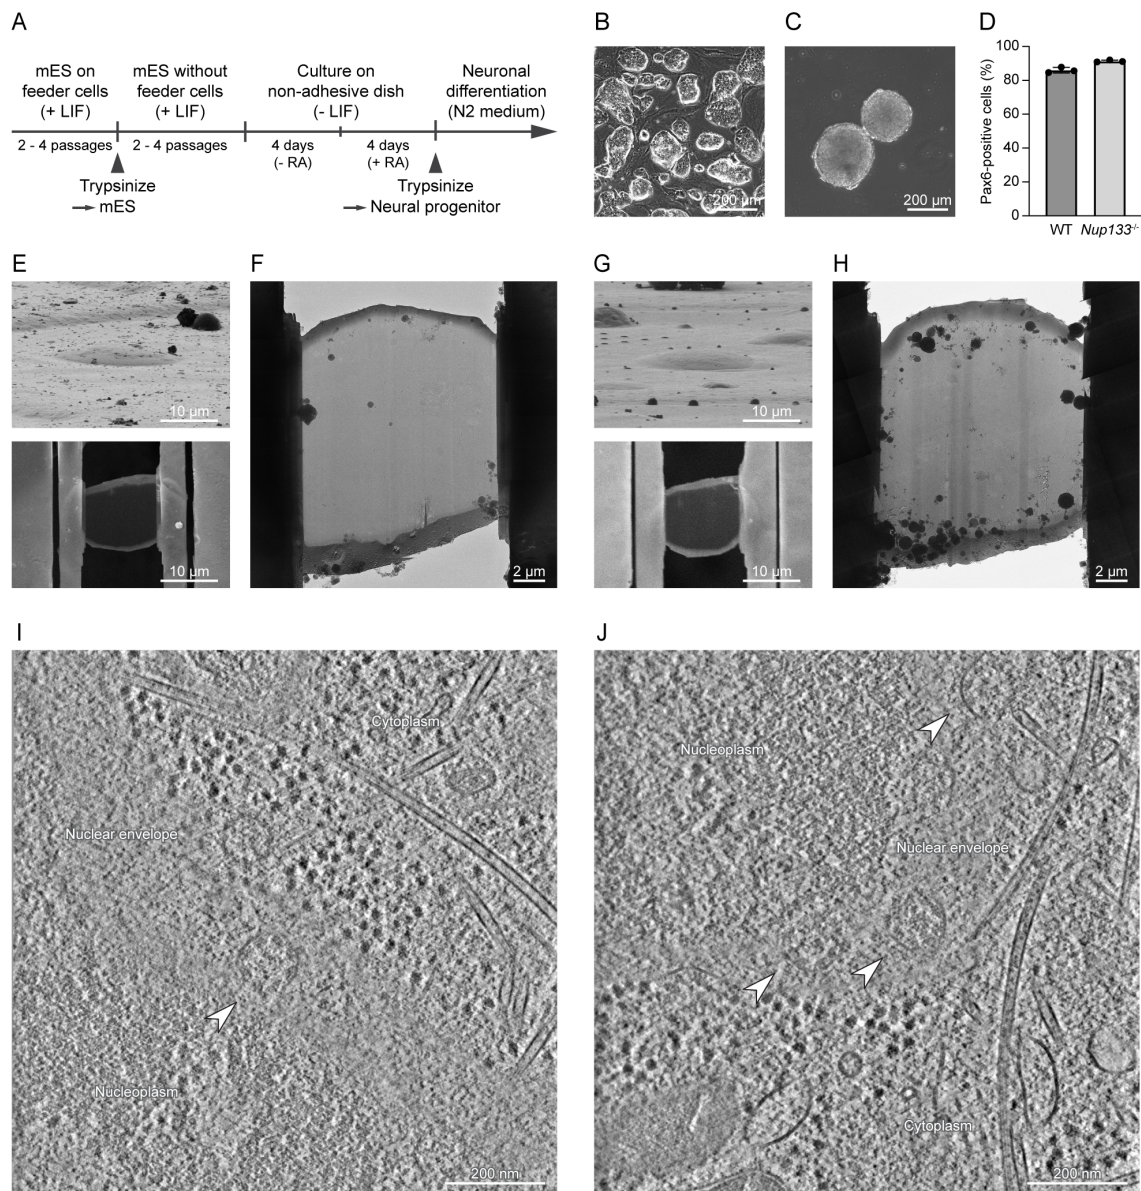 A
mES on
feeder cells
(+ LIF)
mES without
feeder cells
(+ LIF)
Culture on
non-adhesive dish
(- LIF)
Neuronal
differentiation
(N2 medium)
2 - 4 passages
2 - 4 passages
4 days
(- RA)
4 days
(+ RA)
Trypsinize
mES
Trypsinize
Neural progenitor
B
200 µm
C
200 µm
D
Pax6-positive cells (%)
100
80
60
40
20
0
WT
Nup133-/-
E
10 µm
10 µm
F
2 µm
G
10 µm
10 µm
H
2 µm
I
Cytoplasm
Nuclear envelope
Nucleoplasm
200 nm
J
Nucleoplasm
Nuclear envelope
Cytoplasm
200 nm